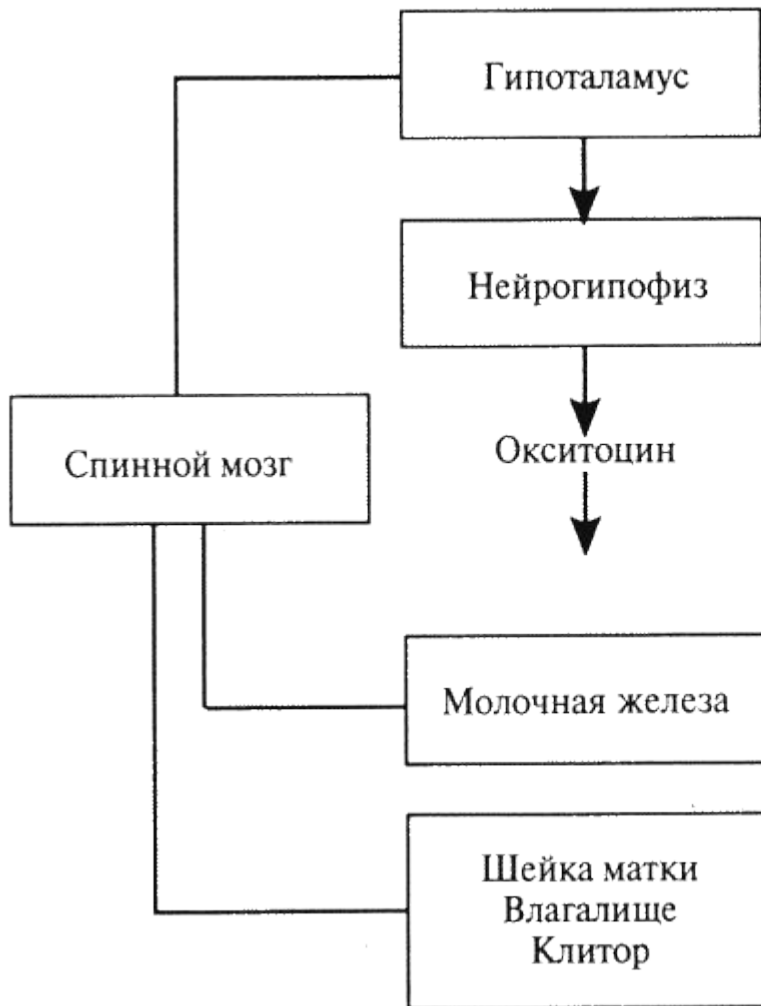 Гипоталамус
Нейрогипофиз
Спинной мозг
Окситоцин
Молочная железа
Шейка матки
Влагалище
Клитор